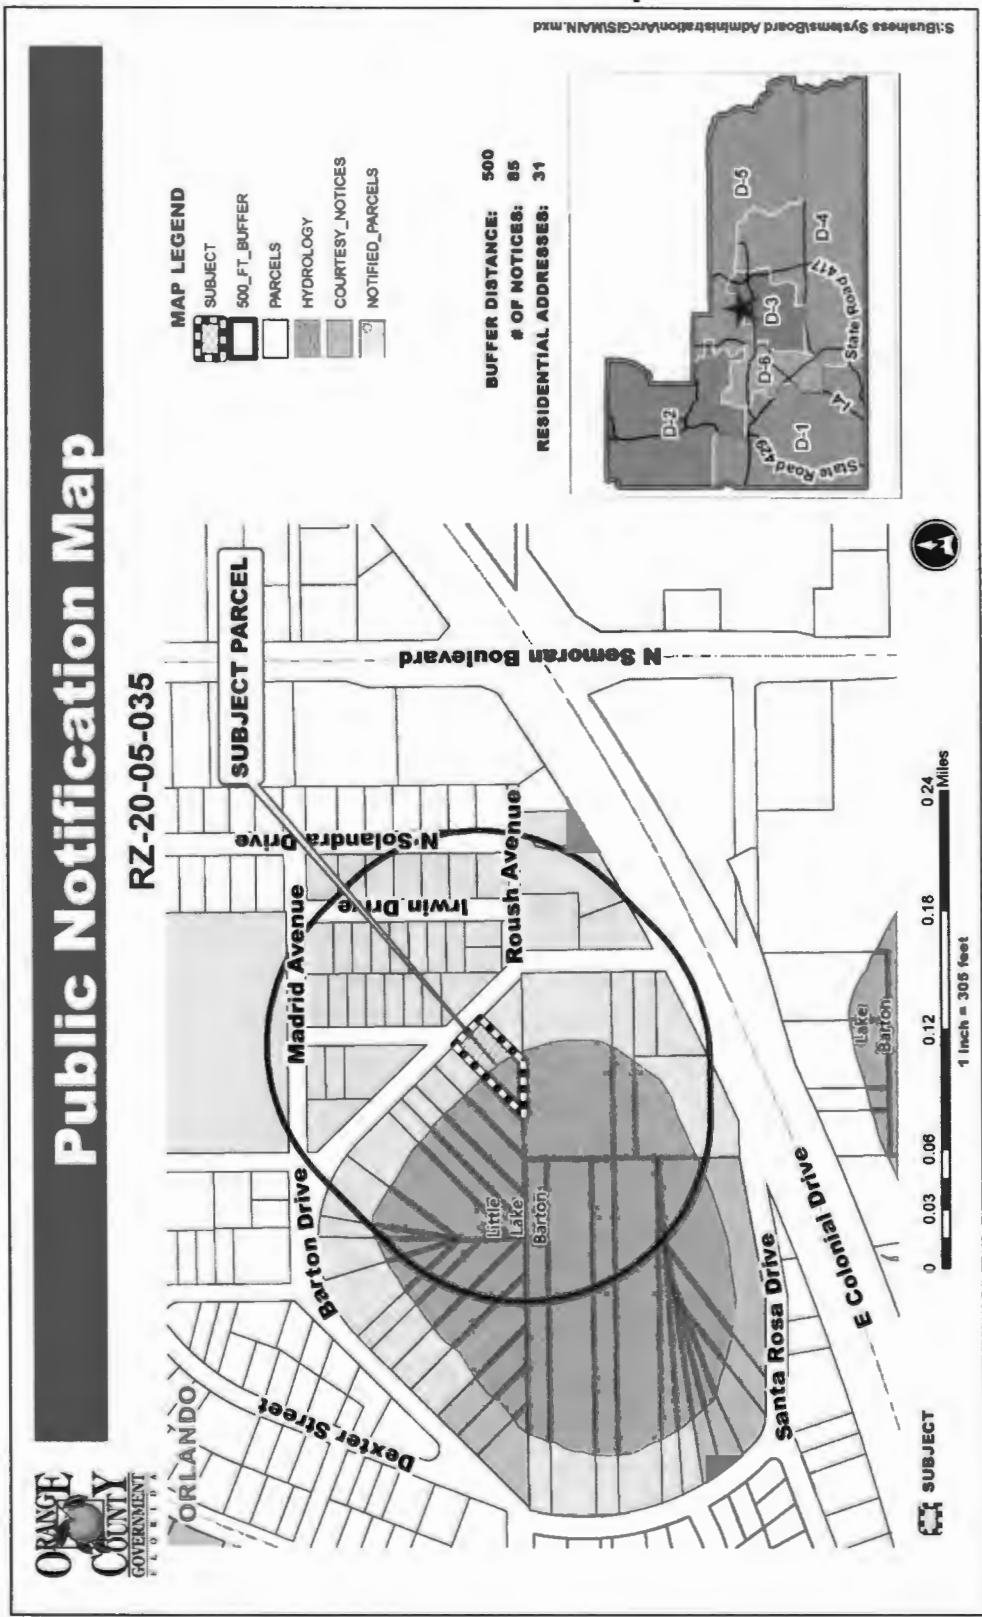 ORANGE
COUNTY
GOVERNMENT
FLORIDA
Public Notification Map
RZ-20-05-035
SUBJECT PARCEL
ORLANDO
Dexter Street
Barton Drive
Madrid Avenue
N Solandra Drive
Irwin Drive
Roush Avenue
N Semoran Boulevard
Little
Lake
Barton
Santa Rosa Drive
E Colonial Drive
Lake
Barton
SUBJECT
0 0.03 0.06 0.12 0.18 0.24
Miles
1 inch = 305 feet
MAP LEGEND
SUBJECT
500_FT_BUFFER
PARCELS
HYDROLOGY
COURTESY_NOTICES
NOTIFIED_PARCELS
BUFFER DISTANCE: 500
# OF NOTICES: 85
RESIDENTIAL ADDRESSES: 31
D-2
D-5
D-3
D-6
D-4
D-1
I-4
State Road 429
State Road 417
S:\Business Systems\Board Administration\ArcGIS\MAIN.mxd